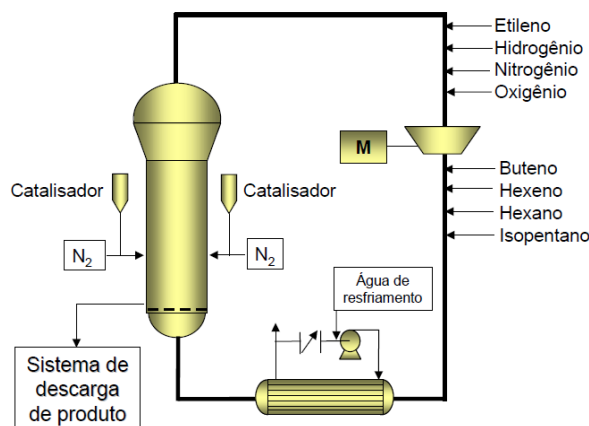 Etileno
Hidrogênio
Nitrogênio
Oxigênio
M
Buteno
Hexeno
Hexano
Isopentano
Catalisador
Catalisador
N₂
N₂
Água de
resfriamento
Sistema de
descarga
de produto